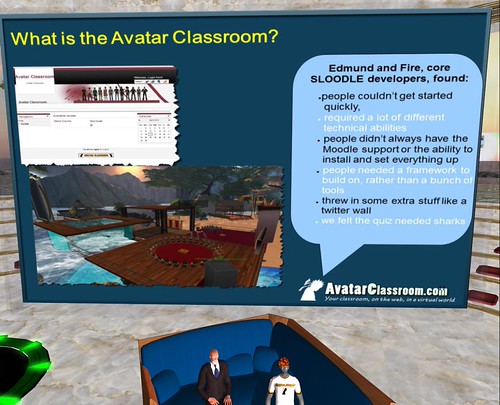 What is the Avatar Classroom?
Avatar Classroom
Edmund and Fire, core
SLOODLE developers, found:
•people couldn't get started
quickly,
•required a lot of different
technical abilities
•people didn't always have the
Moodle support or the ability to
install and set everything up
•people needed a framework to
build on, rather than a bunch of
tools
•threw in some extra stuff like a
twitter wall
•we felt the quiz needed sharks
AvatarClassroom.com
Your classroom, on the web, in a virtual world